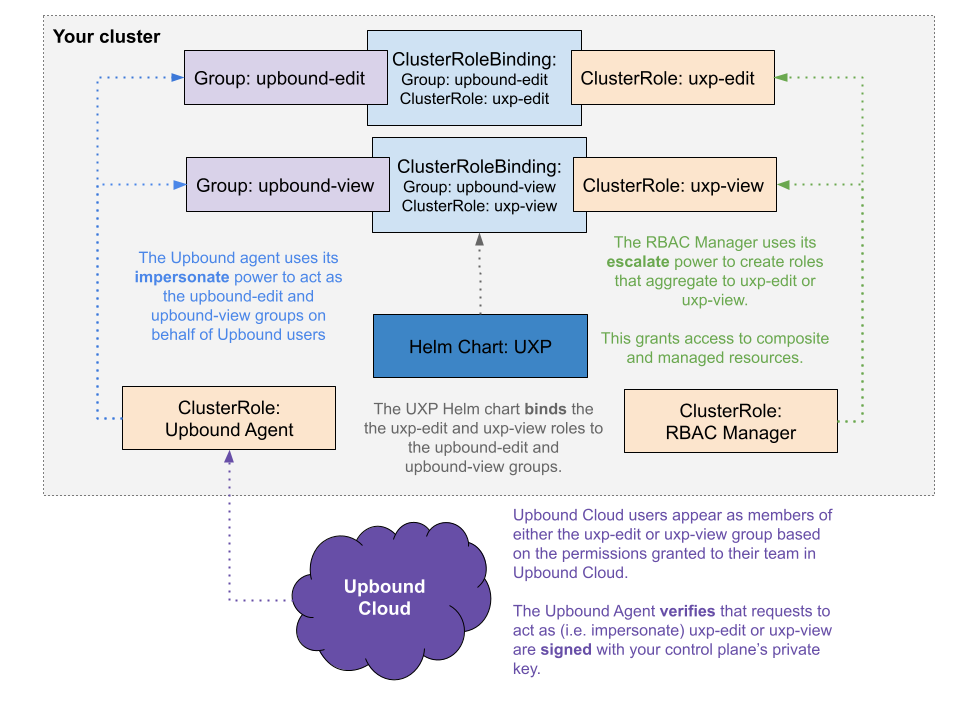 Your cluster
Group: upbound-edit
ClusterRoleBinding:
Group: upbound-edit
ClusterRole: uxp-edit
ClusterRole: uxp-edit
Group: upbound-view
ClusterRoleBinding:
Group: upbound-view
ClusterRole: uxp-view
ClusterRole: uxp-view
The Upbound agent uses its
impersonate power to act as
the upbound-edit and
upbound-view groups on
behalf of Upbound users
The RBAC Manager uses its
escalate power to create roles
that aggregate to uxp-edit or
uxp-view.
This grants access to composite
and managed resources.
Helm Chart: UXP
ClusterRole:
Upbound Agent
The UXP Helm chart binds the
the uxp-edit and uxp-view roles to
the upbound-edit and
upbound-view groups.
ClusterRole:
RBAC Manager
Upbound
Cloud
Upbound Cloud users appear as members of
either the uxp-edit or uxp-view group based
on the permissions granted to their team in
Upbound Cloud.
The Upbound Agent verifies that requests to
act as (i.e. impersonate) uxp-edit or uxp-view
are signed with your control plane's private
key.